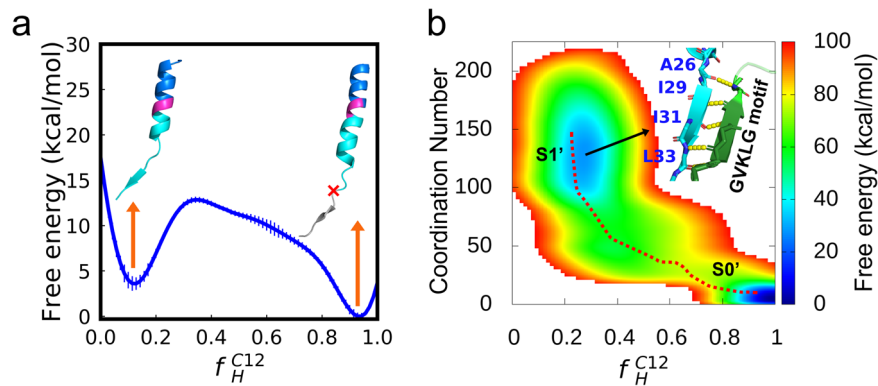 a
Free energy (kcal/mol)
30
25
20
15
10
5
0
0.0 0.2 0.4 0.6 0.8 1.0
f_H^{C12}
b
Coordination Number
200
150
100
50
0
0 0.2 0.4 0.6 0.8 1
f_H^{C12}
A26
I29
I31
L33
GVKLG motif
S1’
S0’
100
80
60
40
20
0
Free energy (kcal/mol)